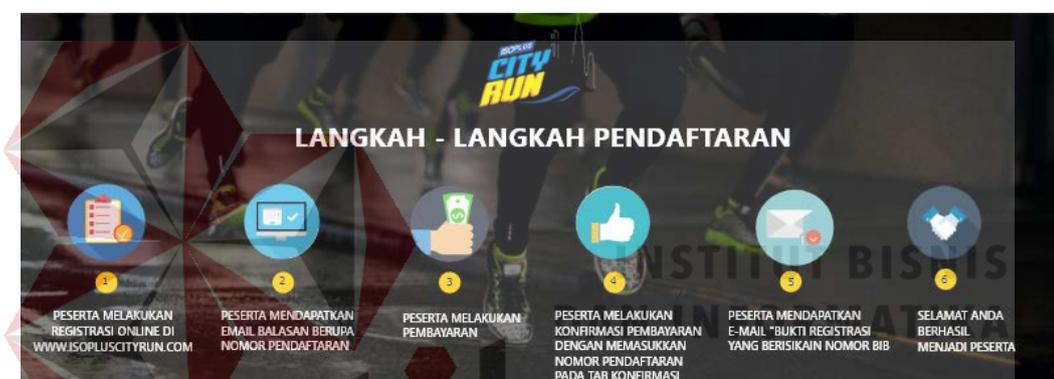 ISOPLUS
CITY
RUN
LANGKAH - LANGKAH PENDAFTARAN
1
PESERTA MELAKUKAN
REGISTRASI ONLINE DI
WWW.ISOPLUSCITYRUN.COM
2
PESERTA MENDAPATKAN
EMAIL BALASAN BERUPA
NOMOR PENDAFTARAN
3
PESERTA MELAKUKAN
PEMBAYARAN
4
PESERTA MELAKUKAN
KONFIRMASI PEMBAYARAN
DENGAN MEMASUKKAN
NOMOR PENDAFTARAN
PADA TAB KONFIRMASI
5
PESERTA MENDAPATKAN
E-MAIL "BUKTI REGISTRASI
YANG BERISIKAIN NOMOR BIB
6
SELAMAT ANDA
BERHASIL
MENJADI PESERTA
INSTITUT BISNIS
DAN INFORMATIKA